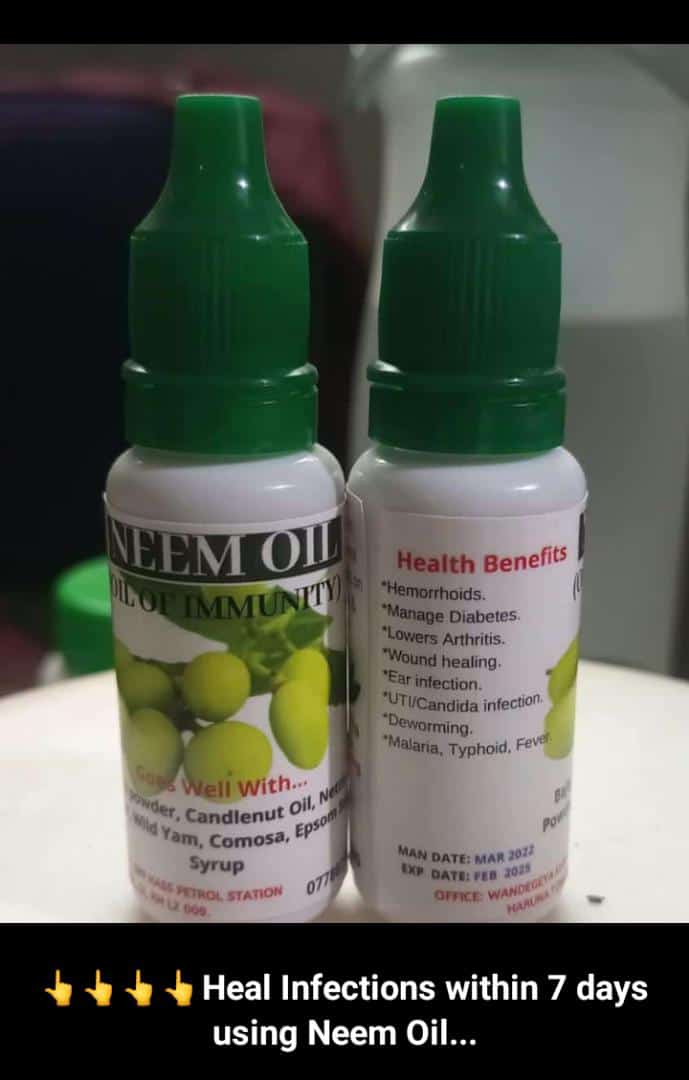 NEEM OIL
OIL OF IMMUNITY)
Goes Well With...
powder, Candlenut Oil,
Wild Yam, Comosa, Epsom
Syrup
PETROL STATION
Health Benefits
*Hemorrhoids.
*Manage Diabetes.
*Lowers Arthritis.
*Wound healing.
*Ear infection.
*UTI/Candida infection.
*Deworming.
*Malaria, Typhoid, Fever
MAN DATE: MAR 2022
EXP DATE: FEB 2025
OFFICE: WANDEGEYA
👆👆👆👆Heal Infections within 7 days
using Neem Oil...